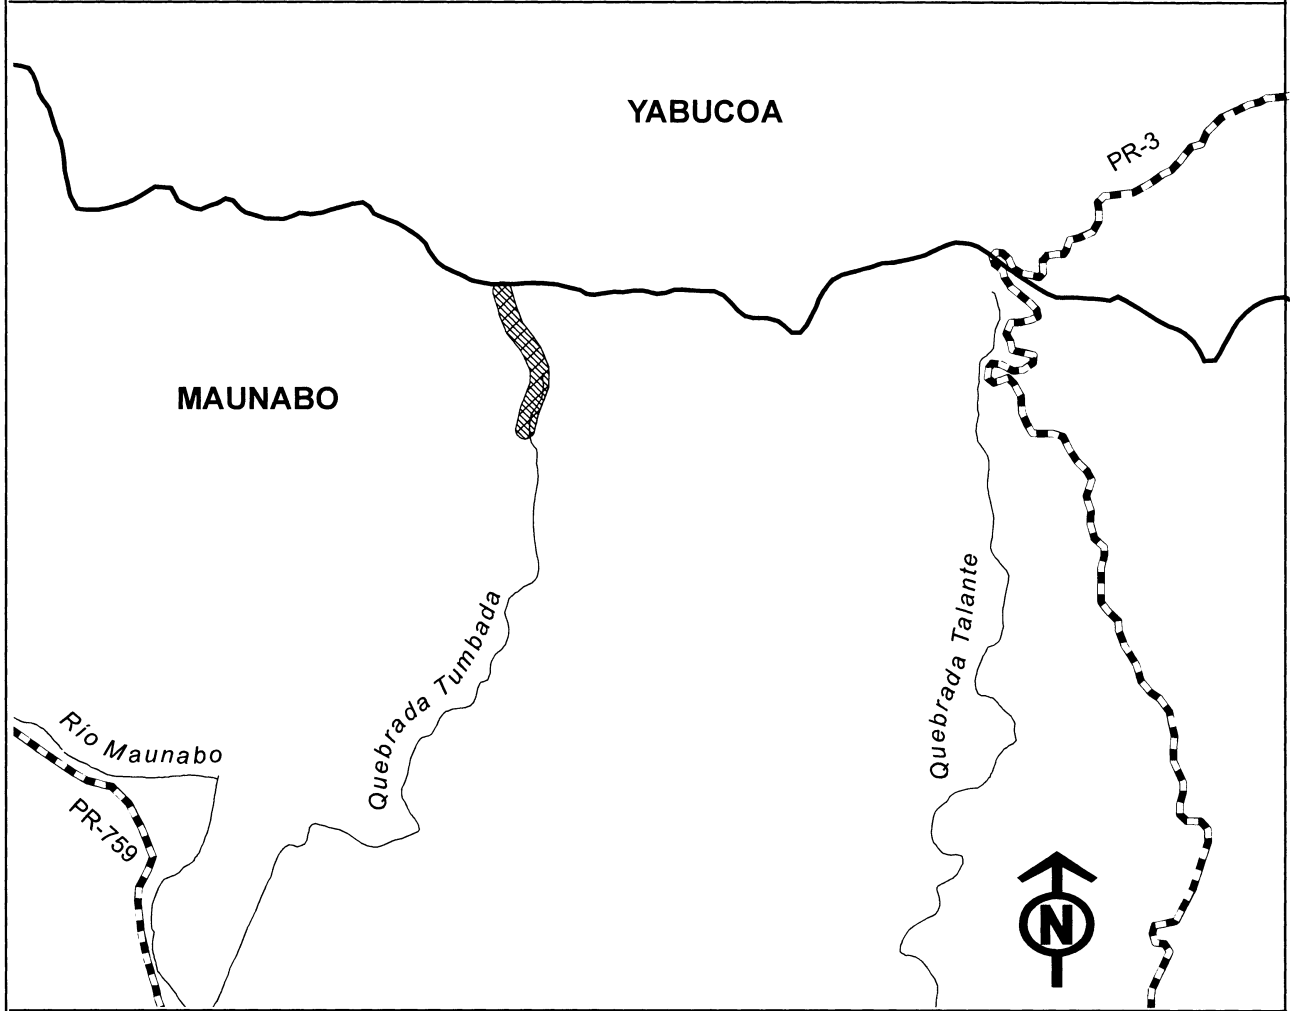 YABUCOA
PR-3
MAUNABO
Quebrada Tumbada
Quebrada Talante
Río Maunabo
PR-759
N